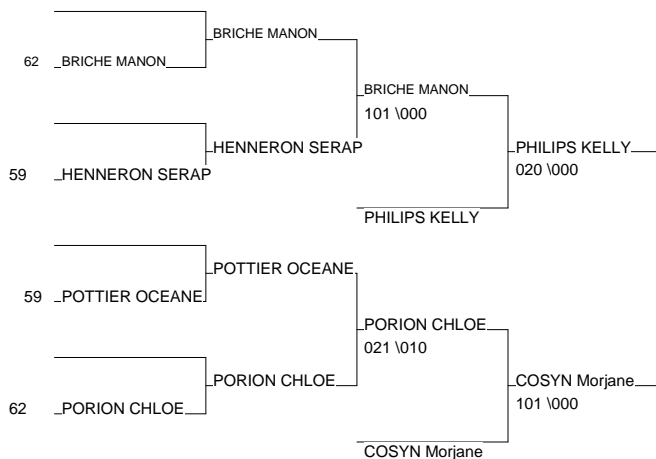 BRICHE MANON
62 BRICHE MANON
BRICHE MANON
101 \000
HENNERON SERAP
PHILIPS KELLY
020 \000
59 HENNERON SERAP
PHILIPS KELLY
POTTIER OCEANE
59 POTTIER OCEANE
PORION CHLOE
021 \010
PORION CHLOE
COSYN Morjane
101 \000
62 PORION CHLOE
COSYN Morjane